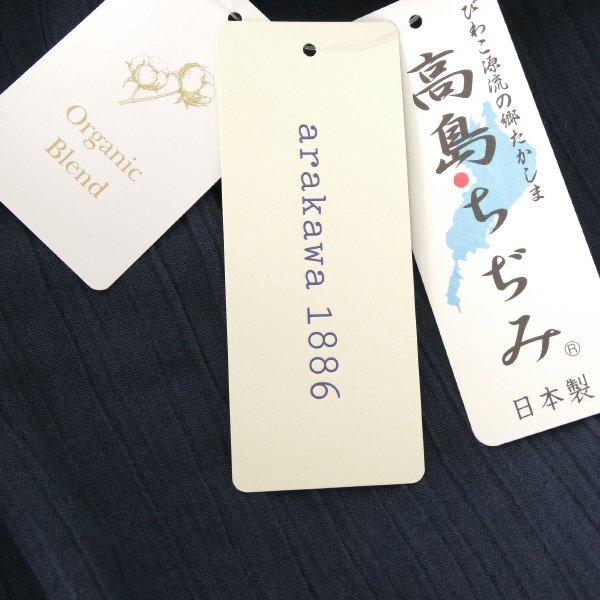 Organic
Blend
arakawa 1886
びわこ源流の郷たかしま
高島ちぢみ
®
日本製